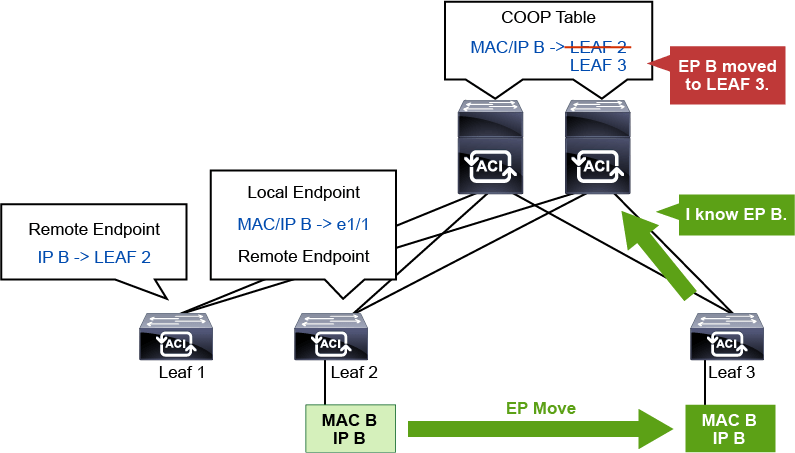 COOP Table
MAC/IP B -> LEAF 2
LEAF 3
EP B moved
to LEAF 3.
ACI
ACI
I know EP B.
Local Endpoint
MAC/IP B -> e1/1
Remote Endpoint
Remote Endpoint
IP B -> LEAF 2
ACI
Leaf 1
ACI
Leaf 2
ACI
Leaf 3
MAC B
IP B
EP Move
MAC B
IP B